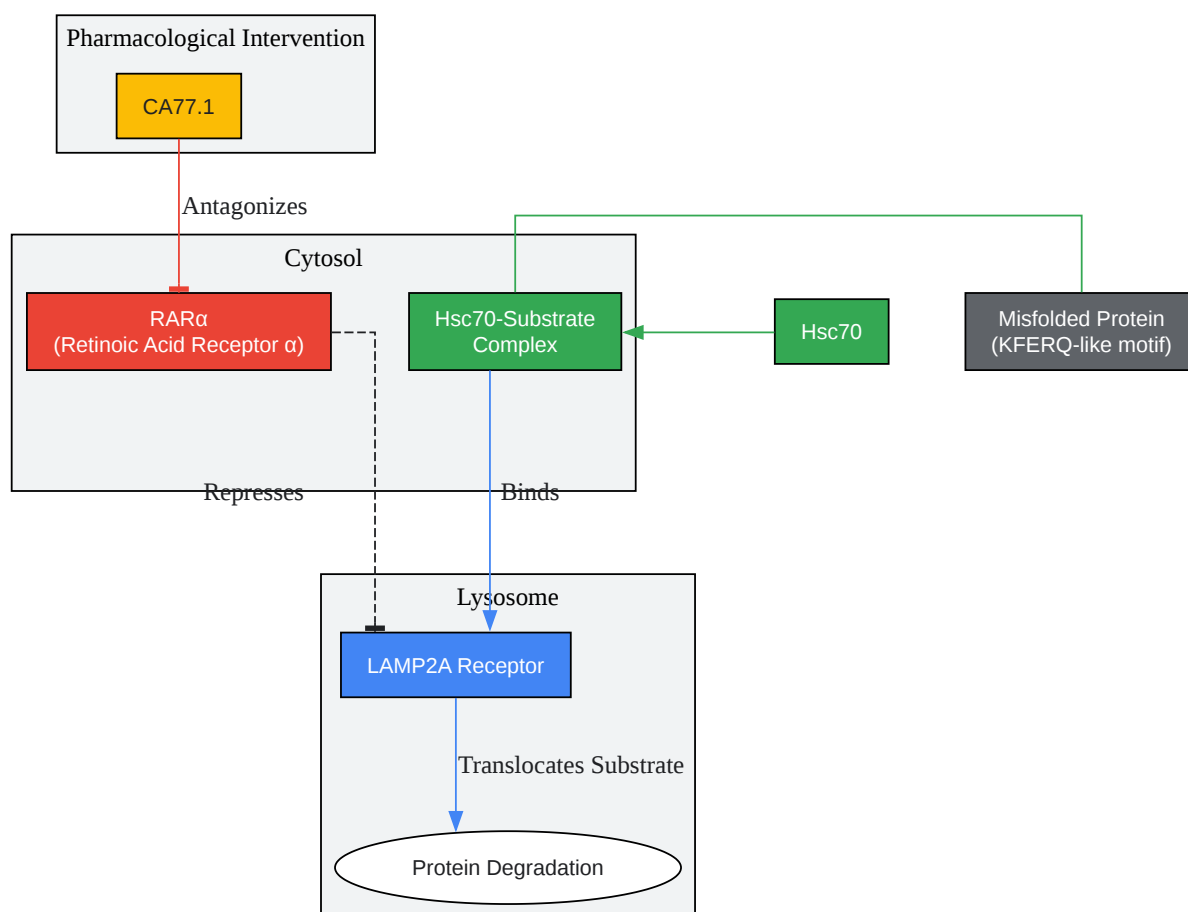 Pharmacological Intervention
CA77.1
Antagonizes
Cytosol
RARα
(Retinoic Acid Receptor α)
Hsc70-Substrate
Complex
Hsc70
Misfolded Protein
(KFERQ-like motif)
Represses
Binds
Lysosome
LAMP2A Receptor
Translocates Substrate
Protein Degradation